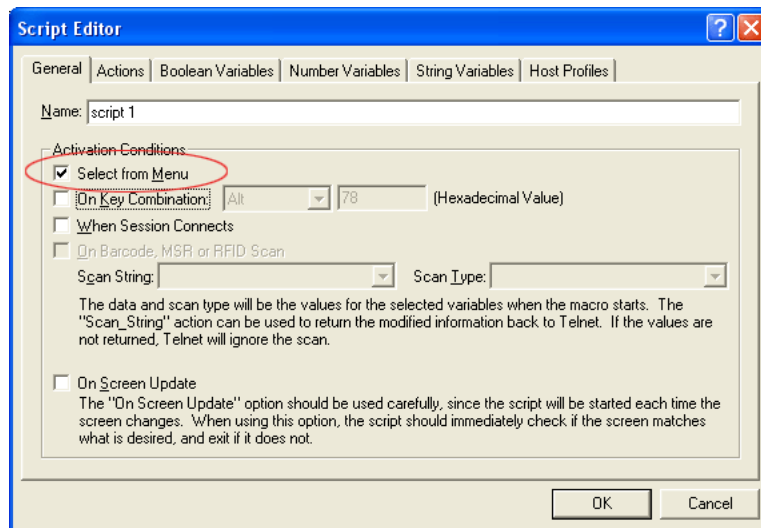 Script Editor
General Actions Boolean Variables Number Variables String Variables Host Profiles
Name: script 1
Activation Conditions
Select from Menu
On Key Combination: Alt 78 (Hexadecimal Value)
When Session Connects
On Barcode, MSR or RFID Scan
Scan String: Scan Type:
The data and scan type will be the values for the selected variables when the macro starts. The
"Scan_String" action can be used to return the modified information back to Telnet. If the values are
not returned, Telnet will ignore the scan.
On Screen Update
The "On Screen Update" option should be used carefully, since the script will be started each time the
screen changes. When using this option, the script should immediately check if the screen matches
what is desired, and exit if it does not.
OK Cancel